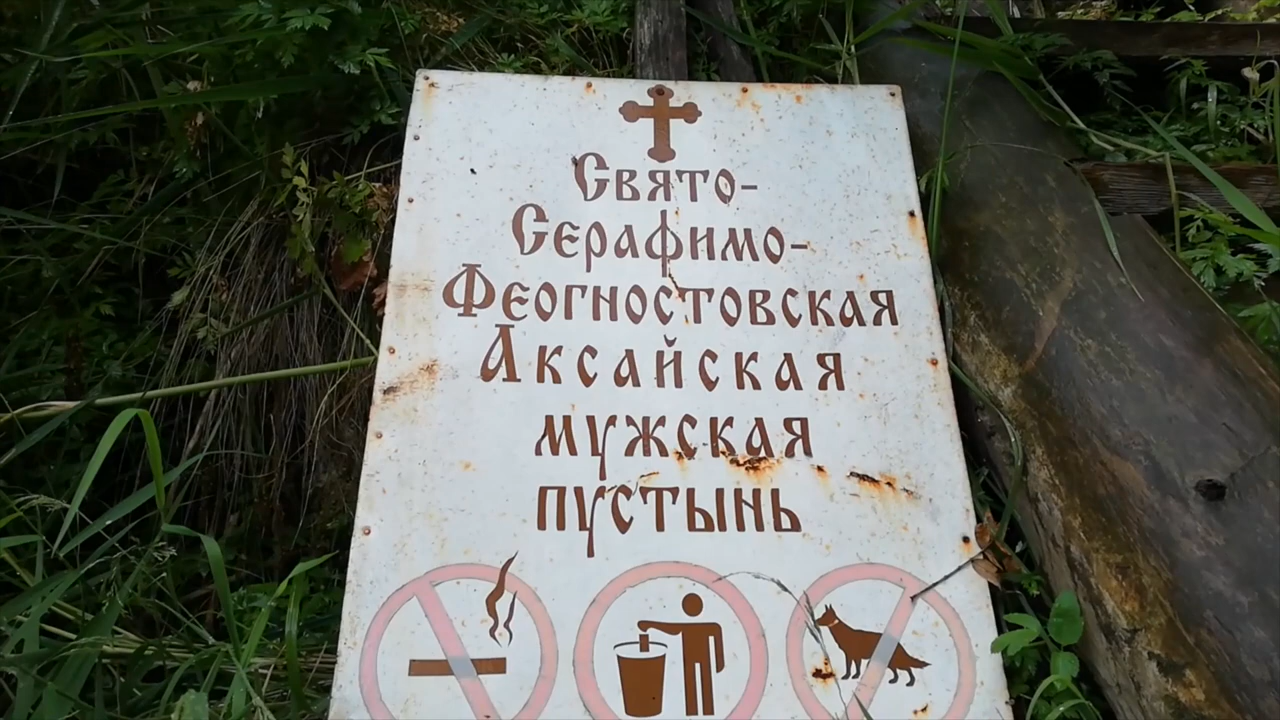 Свято-
Серафимо-
Феогностовская
Аксайская
мужская
пустынь